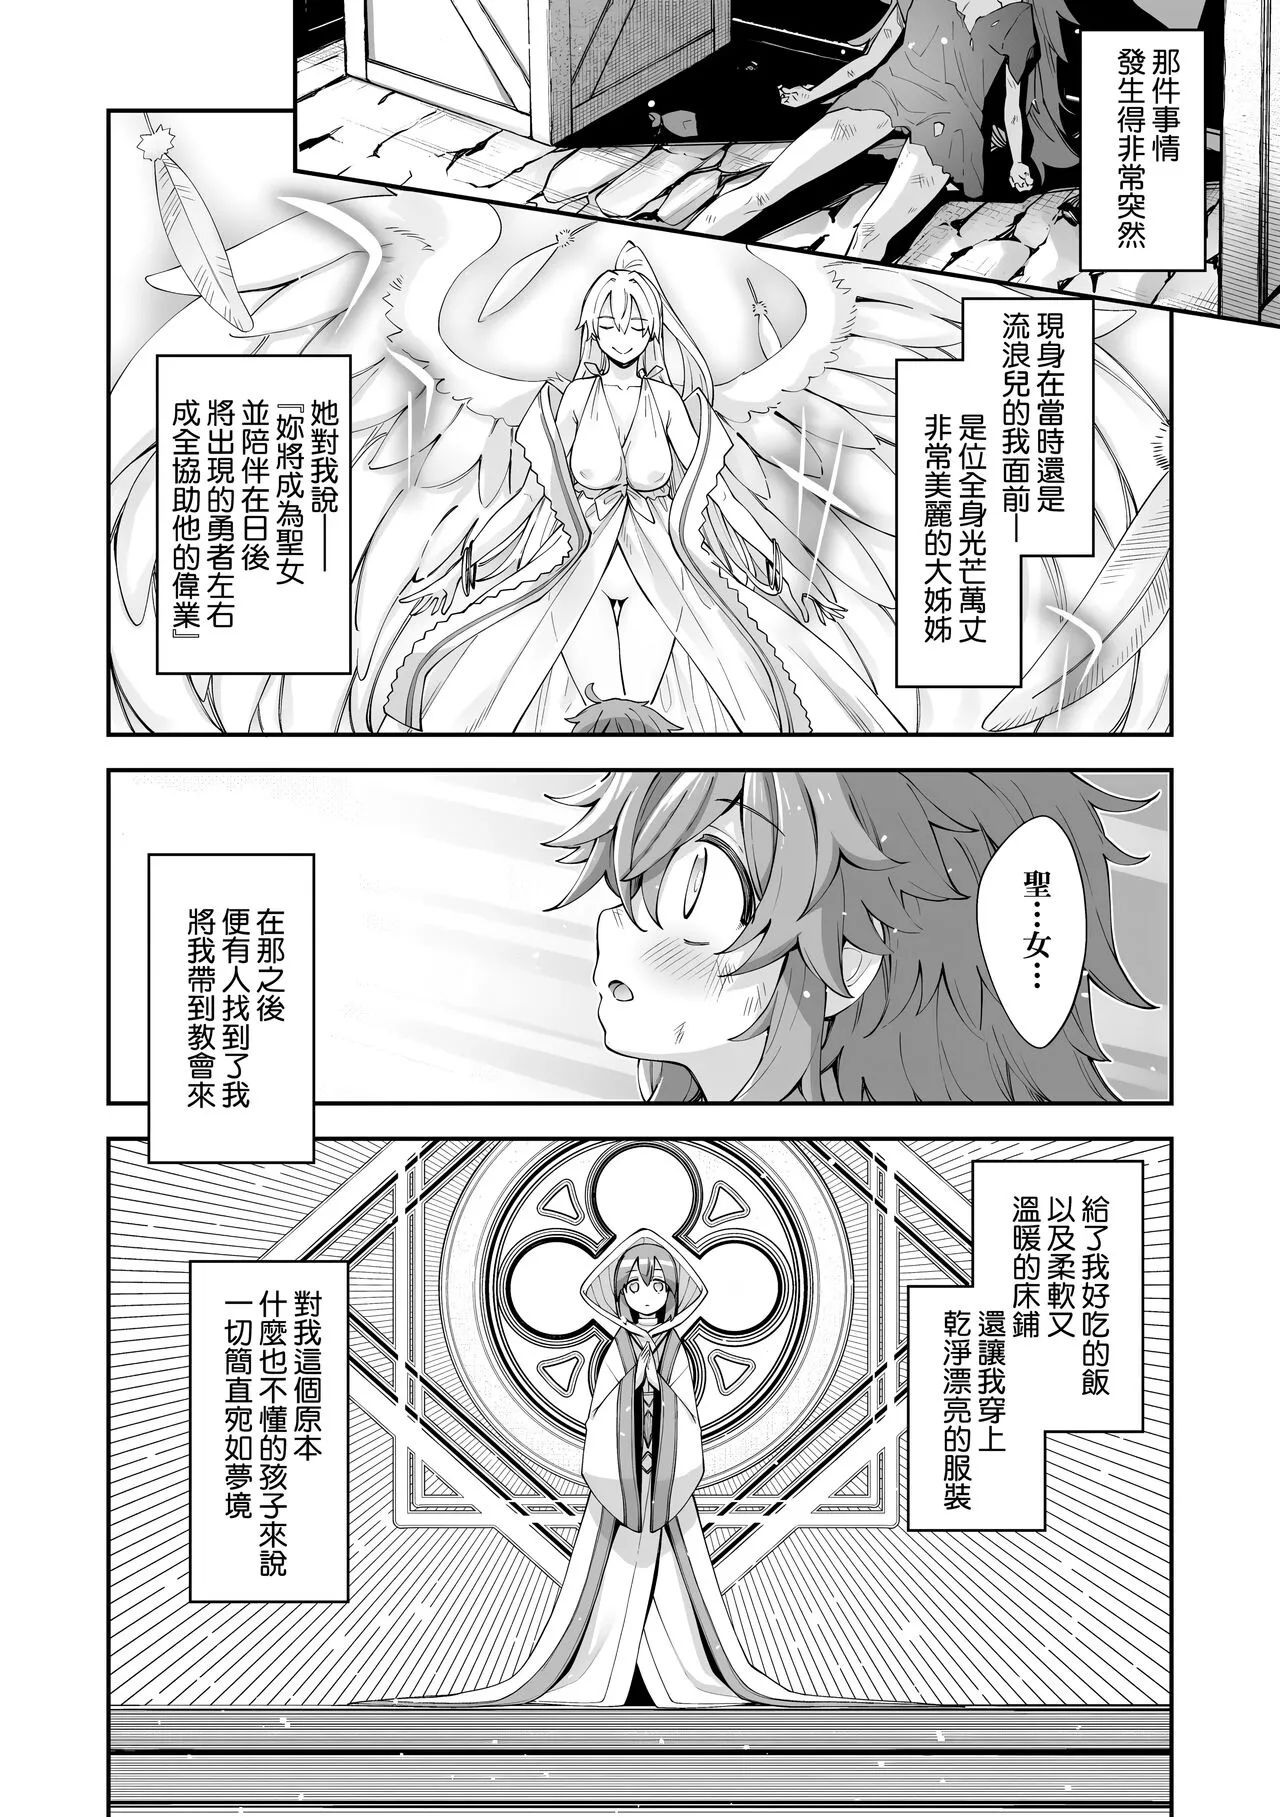 那件事情
發生得非常突然
現身在當時還是
流浪兒的我面前—
是位全身光芒萬丈
非常美麗的大姊姊
她對我說——
『妳將成為聖女
並陪伴在日後
將出現的勇者左右
成全協助他的偉業』
聖…女…
在那之後
便有人找到了我
將我帶到教會來
給了我好吃的飯
以及柔軟又
溫暖的床鋪
還讓我穿上
乾淨漂亮的服裝
對我這個原本
什麼也不懂的孩子來說
一切簡直宛如夢境